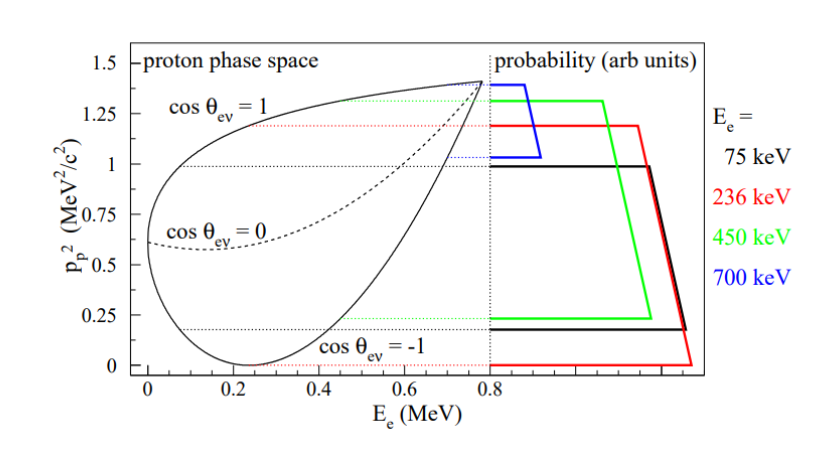 proton phase space
probability (arb units)
cos θ_eν = 1
cos θ_eν = 0
cos θ_eν = -1
p_p^2 (MeV^2/c^2)
1.5
1.25
1
0.75
0.5
0.25
0
0
0.2
0.4
0.6
0.8
E_e (MeV)
E_e =
75 keV
236 keV
450 keV
700 keV